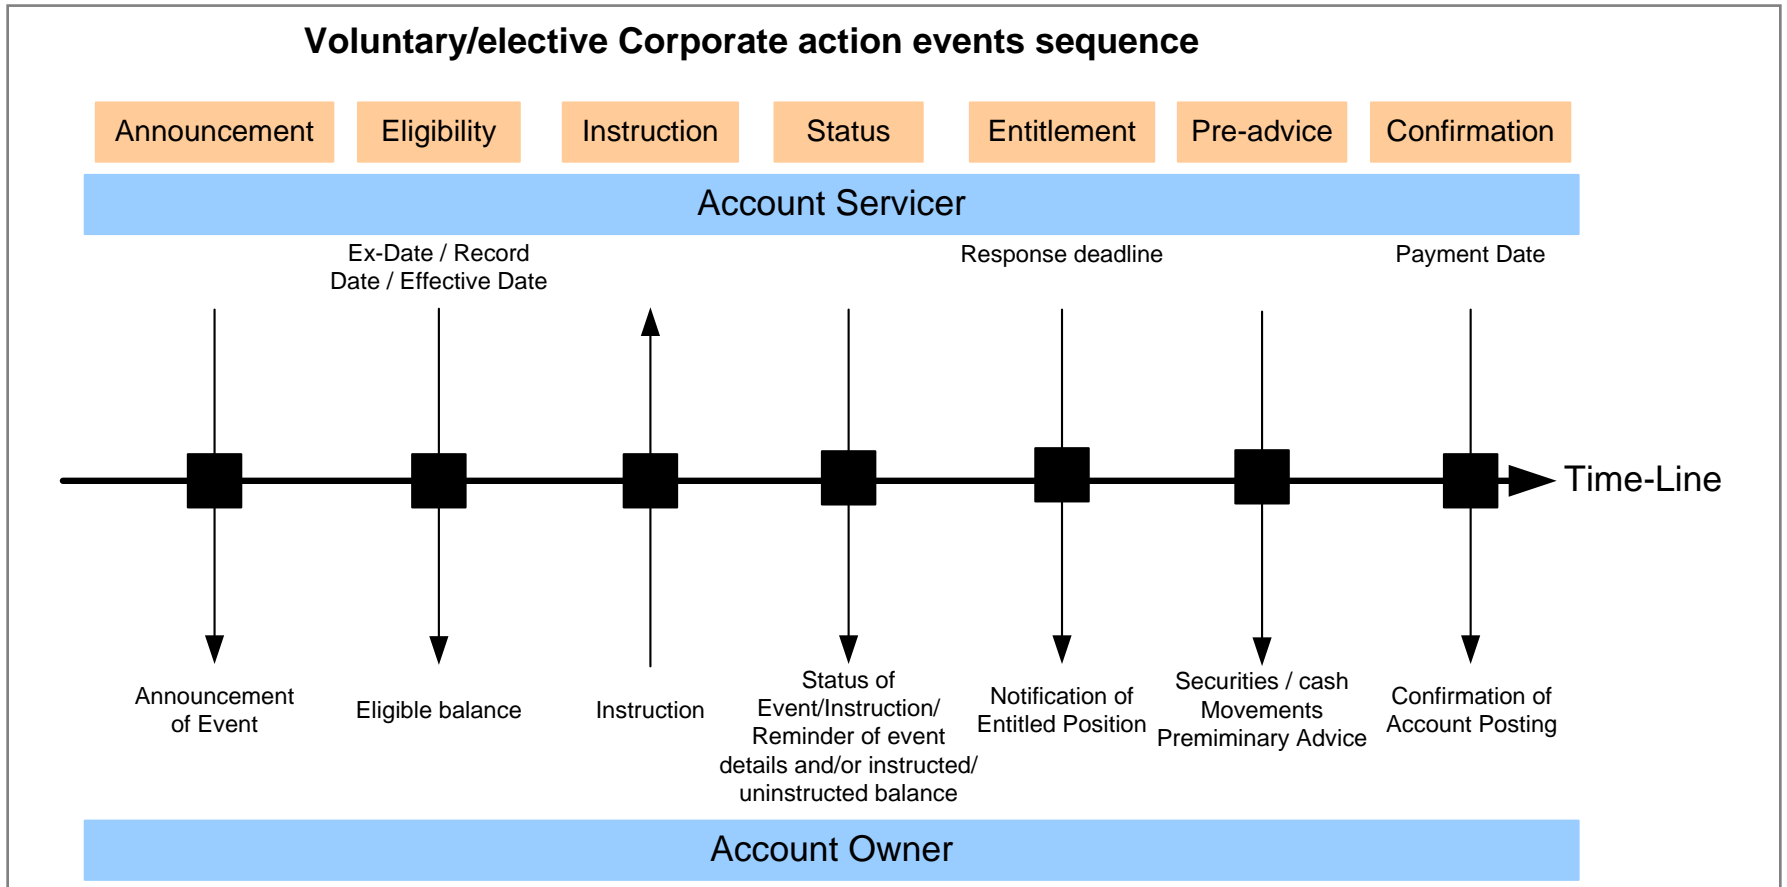 Voluntary/elective Corporate action events sequence
Announcement
Eligibility
Instruction
Status
Entitlement
Pre-advice
Confirmation
Account Servicer
Ex-Date / Record
Date / Effective Date
Response deadline
Payment Date
Time-Line
Announcement
of Event
Eligible balance
Instruction
Status of
Event/Instruction/
Reminder of event
details and/or instructed/
uninstructed balance
Notification of
Entitled Position
Securities / cash
Movements
Premiminary Advice
Confirmation of
Account Posting
Account Owner